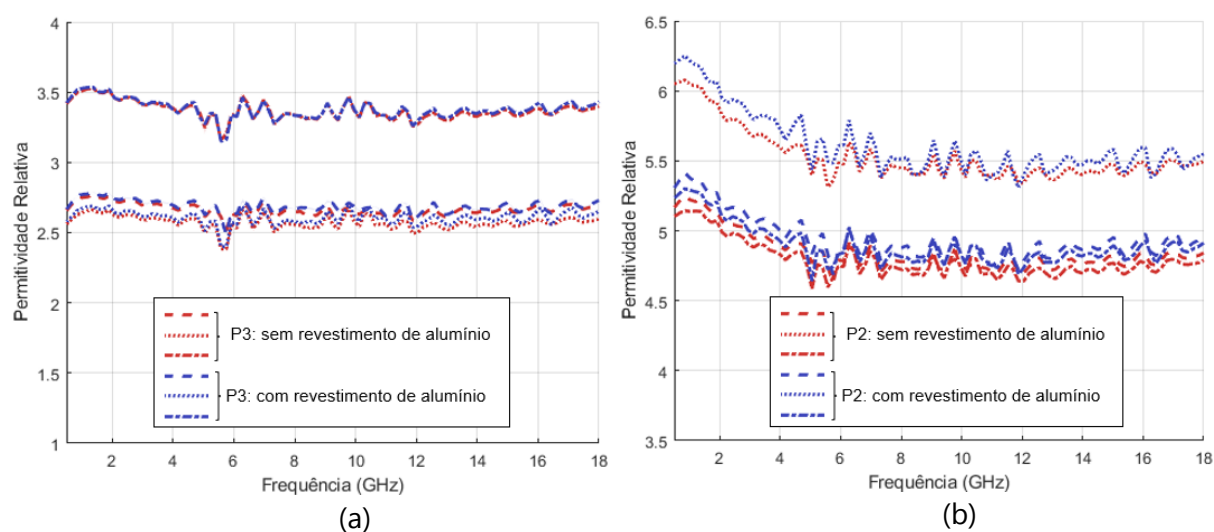 4
3.5
3
2.5
2
1.5
1
Permitividade Relativa
P3: sem revestimento de alumínio
P3: com revestimento de alumínio
2 4 6 8 10 12 14 16 18
Frequência (GHz)
(a)
6.5
6
5.5
5
4.5
4
3.5
Permitividade Relativa
P2: sem revestimento de alumínio
P2: com revestimento de alumínio
2 4 6 8 10 12 14 16 18
Frequência (GHz)
(b)